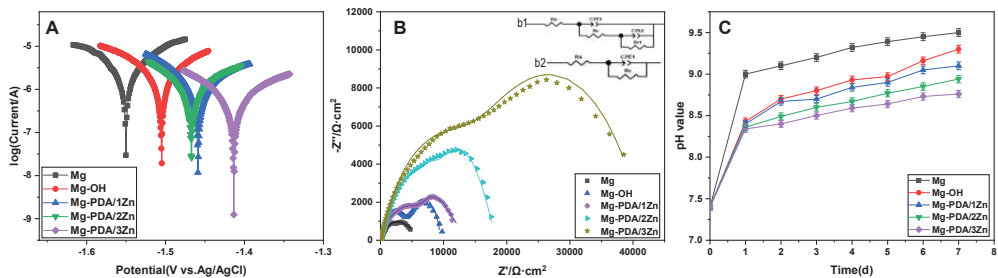 A
log(Current/A)
-4
-5
-6
-7
-8
-9
Mg
Mg-OH
Mg-PDA/1Zn
Mg-PDA/2Zn
Mg-PDA/3Zn
-1.6
-1.5
-1.4
-1.3
Potential(V vs.Ag/AgCl)
B
-Z''/Ω·cm²
-12000
-10000
-8000
-6000
-4000
-2000
0
b1
b2
Mg
Mg-OH
Mg-PDA/1Zn
Mg-PDA/2Zn
Mg-PDA/3Zn
0
10000
20000
30000
40000
50000
Z'/Ω·cm²
C
pH value
9.5
9.0
8.5
8.0
7.5
7.0
Mg
Mg-OH
Mg-PDA/1Zn
Mg-PDA/2Zn
Mg-PDA/3Zn
0
1
2
3
4
5
6
7
8
Time(d)